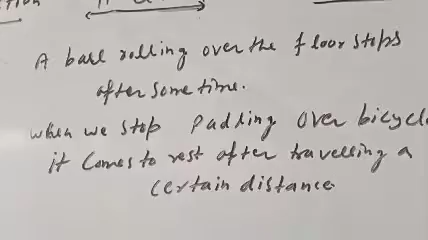 A ball rolling over the floor stops
after some time.
when we stop padding over bicycle
it comes to rest after travelling a
certain distance